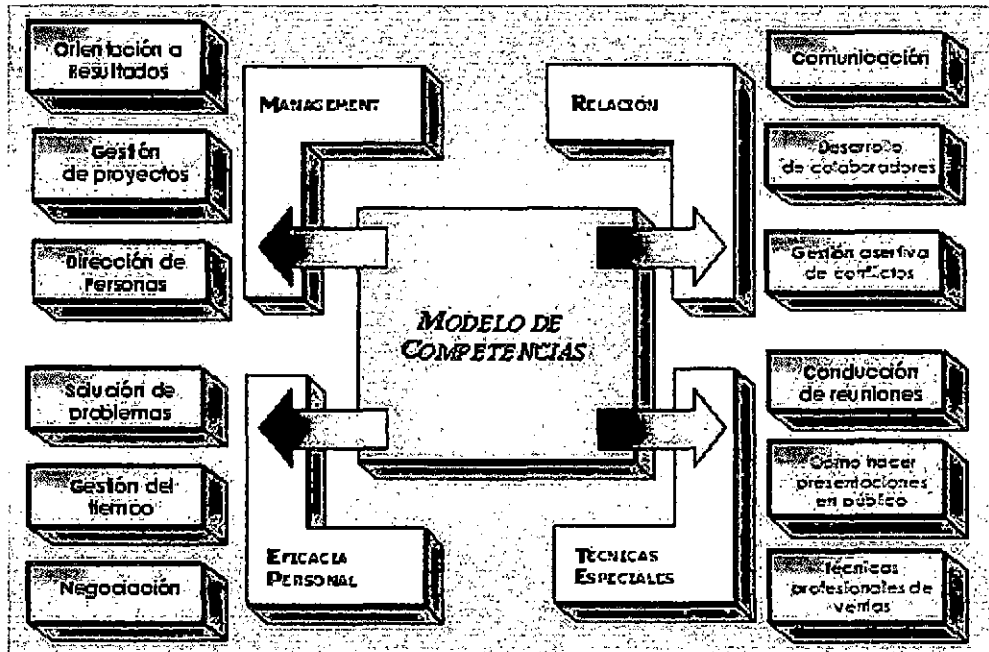 Orientación a
Resultados
Gestión
de proyectos
Dirección de
Personas
MANAGEMENT
RELACIÓN
Comunicación
Desarrollo
de colaboradores
Gestión asertiva
de conflictos
MODELO DE
COMPETENCIAS
Solución de
problemas
Gestión del
tiempo
Negociación
EFICACIA
PERSONAL
TÉCNICAS
ESPECIALES
Conducción
de reuniones
Cómo hacer
presentaciones
en público
Técnicas
profesionales de
ventas